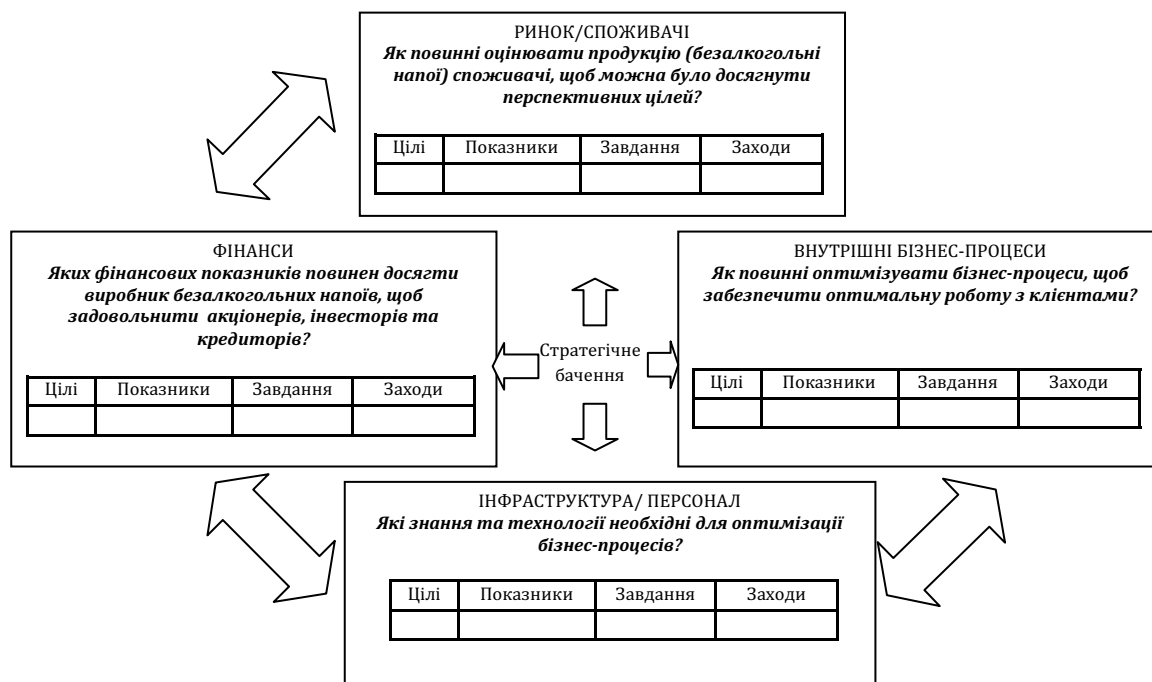 РИНОК/СПОЖИВАЧІ
Як повинні оцінювати продукцію (безалкогольні
напої) споживачі, щоб можна було досягнути
перспективних цілей?
Цілі Показники Завдання Заходи
ФІНАНСИ
Яких фінансових показників повинен досягти
виробник безалкогольних напоїв, щоб
задовольнити акціонерів, інвесторів та
кредиторів?
Цілі Показники Завдання Заходи
Стратегічне
бачення
ВНУТРІШНІ БІЗНЕС-ПРОЦЕСИ
Як повинні оптимізувати бізнес-процеси, щоб
забезпечити оптимальну роботу з клієнтами?
Цілі Показники Завдання Заходи
ІНФРАСТРУКТУРА/ ПЕРСОНАЛ
Які знання та технології необхідні для оптимізації
бізнес-процесів?
Цілі Показники Завдання Заходи